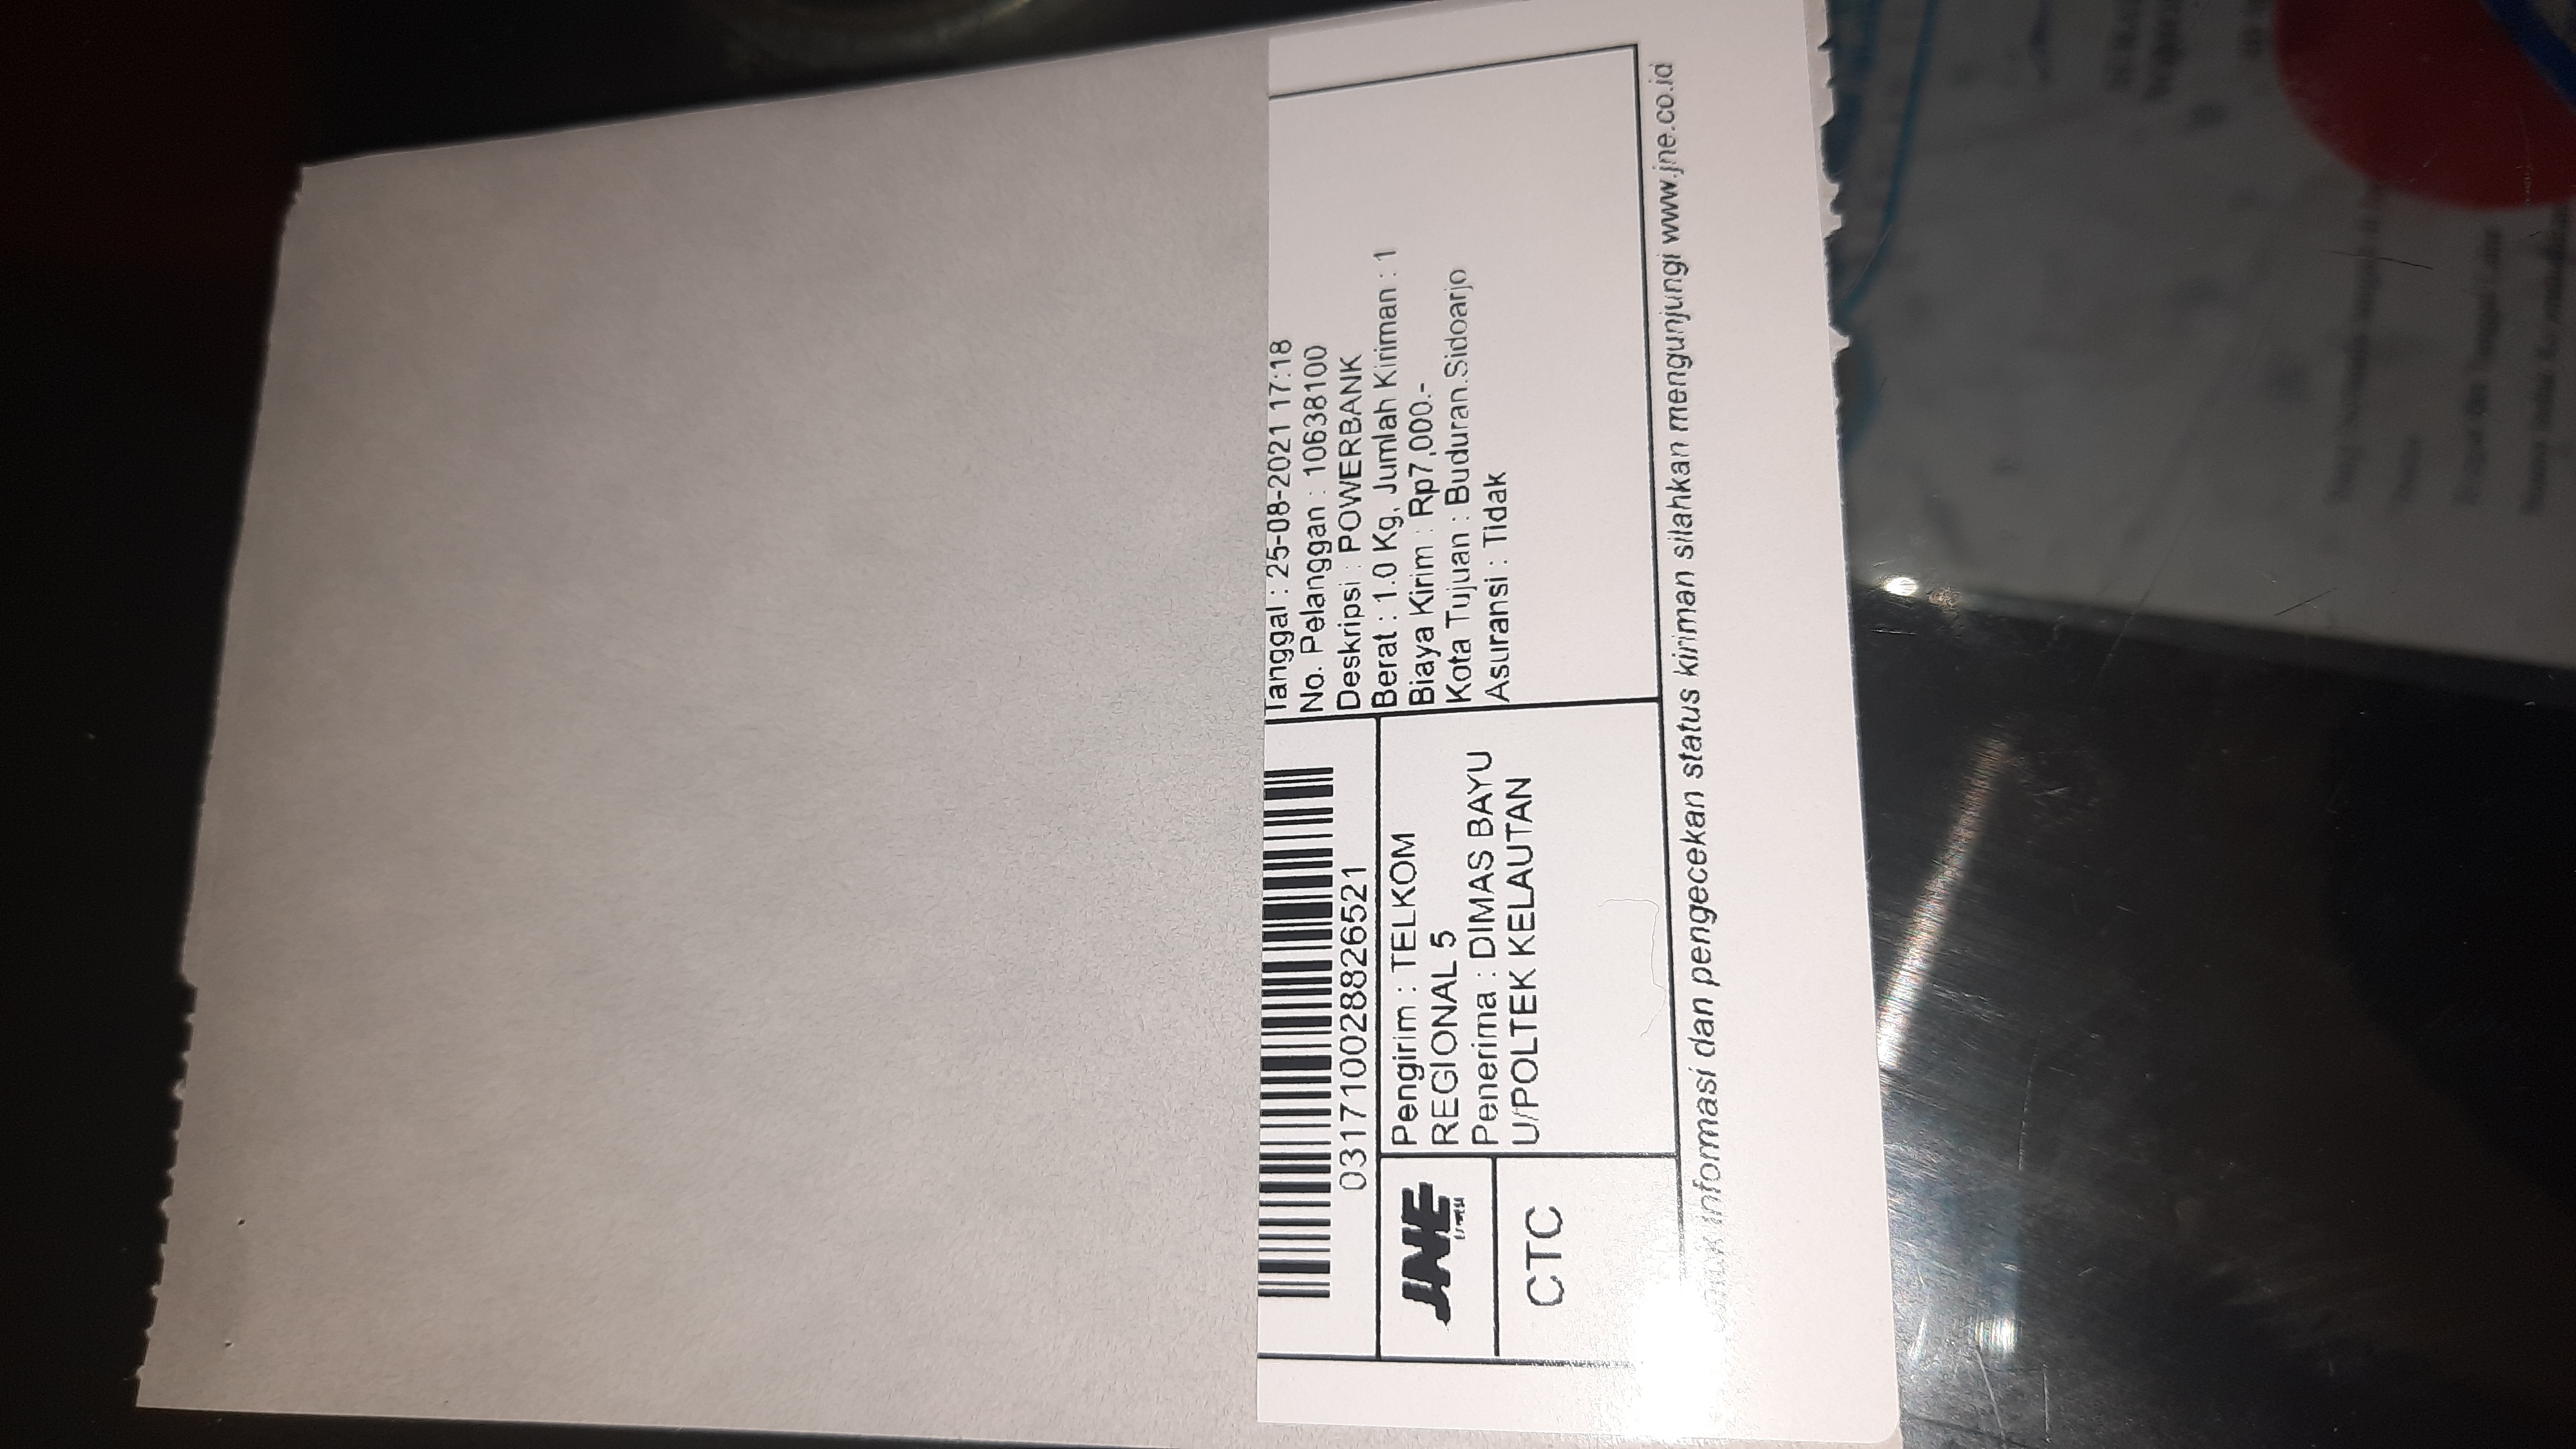 031710028826521
JNE
CTC
Pengirim : TELKOM
REGIONAL 5
Penerima : DIMAS BAYU
U/POLTEK KELAUTAN
Tanggal : 25-08-2021 17:18
No. Pelanggan : 10638100
Deskripsi : POWERBANK
Berat : 1.0 Kg, Jumlah Kiriman : 1
Biaya Kirim : Rp7,000.-
Kota Tujuan : Buduran.Sidoarjo
Asuransi : Tidak
informasi dan pengecekan status kiriman silahkan mengunjungi www.jne.co.id